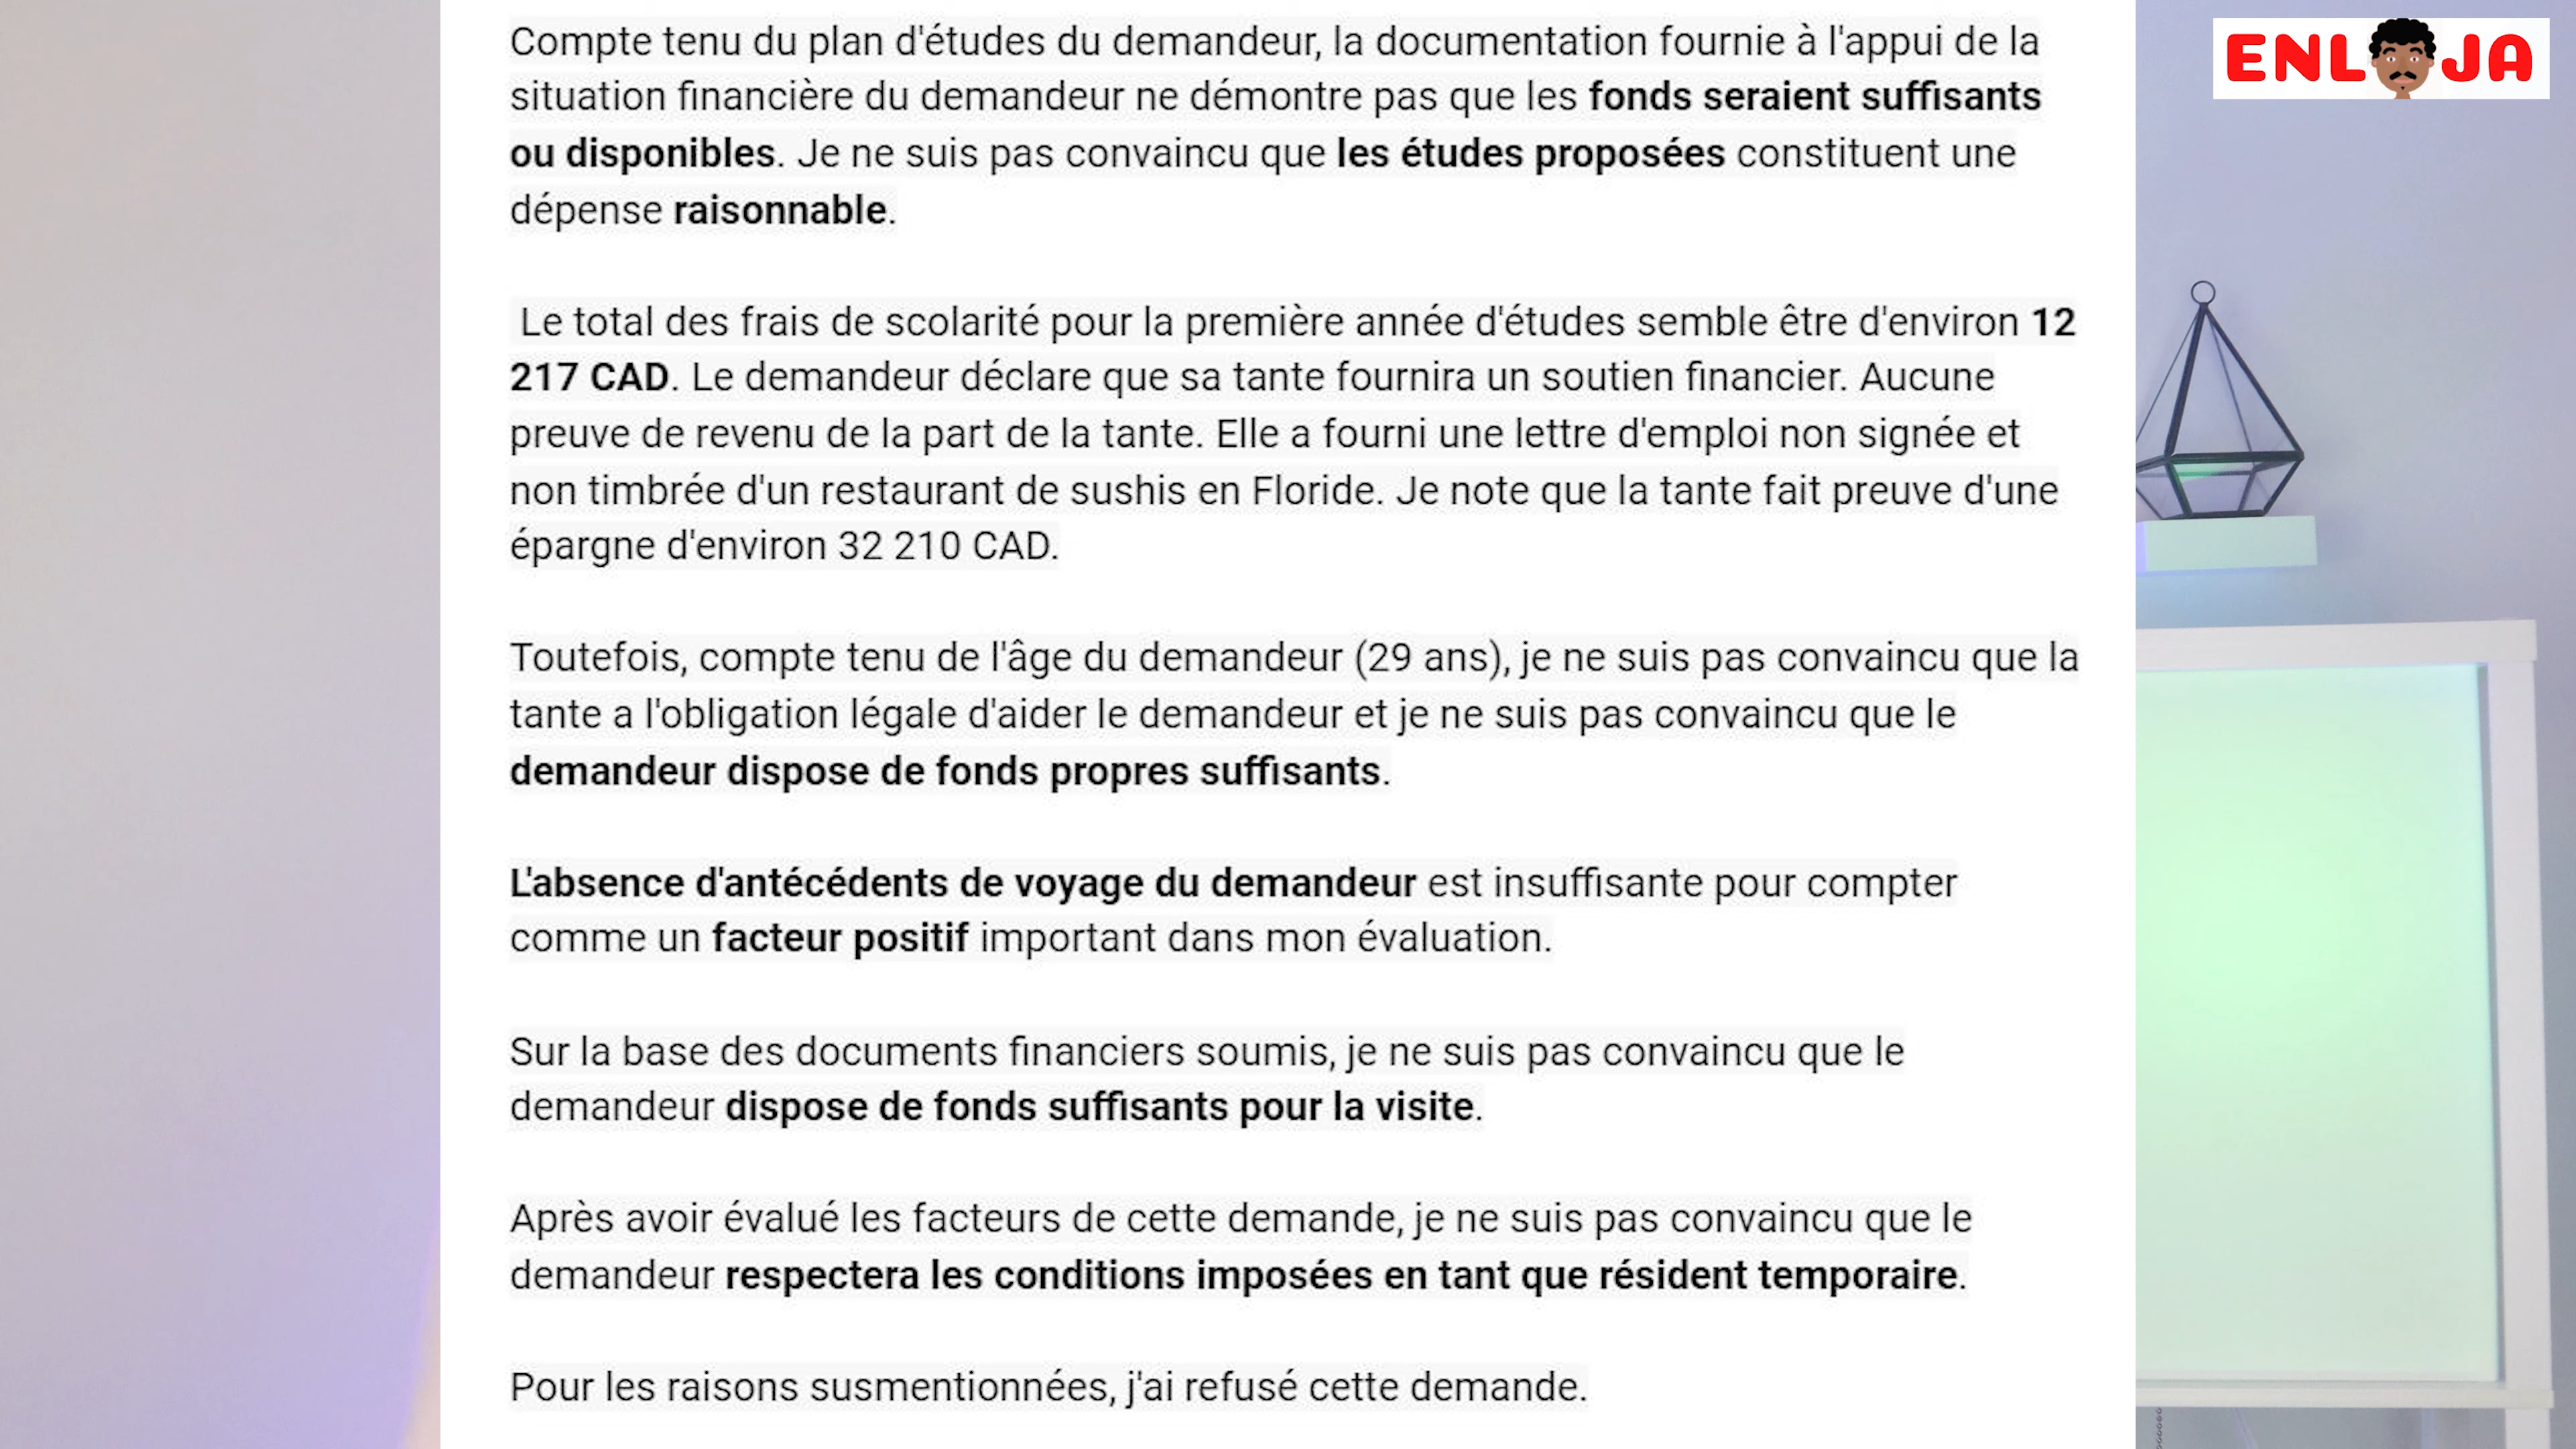 ENLOJA
Compte tenu du plan d'études du demandeur, la documentation fournie à l'appui de la
situation financière du demandeur ne démontre pas que les fonds seraient suffisants
ou disponibles. Je ne suis pas convaincu que les études proposées constituent une
dépense raisonnable.
Le total des frais de scolarité pour la première année d'études semble être d'environ 12
217 CAD. Le demandeur déclare que sa tante fournira un soutien financier. Aucune
preuve de revenu de la part de la tante. Elle a fourni une lettre d'emploi non signée et
non timbrée d'un restaurant de sushis en Floride. Je note que la tante fait preuve d'une
épargne d'environ 32 210 CAD.
Toutefois, compte tenu de l'âge du demandeur (29 ans), je ne suis pas convaincu que la
tante a l'obligation légale d'aider le demandeur et je ne suis pas convaincu que le
demandeur dispose de fonds propres suffisants.
L'absence d'antécédents de voyage du demandeur est insuffisante pour compter
comme un facteur positif important dans mon évaluation.
Sur la base des documents financiers soumis, je ne suis pas convaincu que le
demandeur dispose de fonds suffisants pour la visite.
Après avoir évalué les facteurs de cette demande, je ne suis pas convaincu que le
demandeur respectera les conditions imposées en tant que résident temporaire.
Pour les raisons susmentionnées, j'ai refusé cette demande.